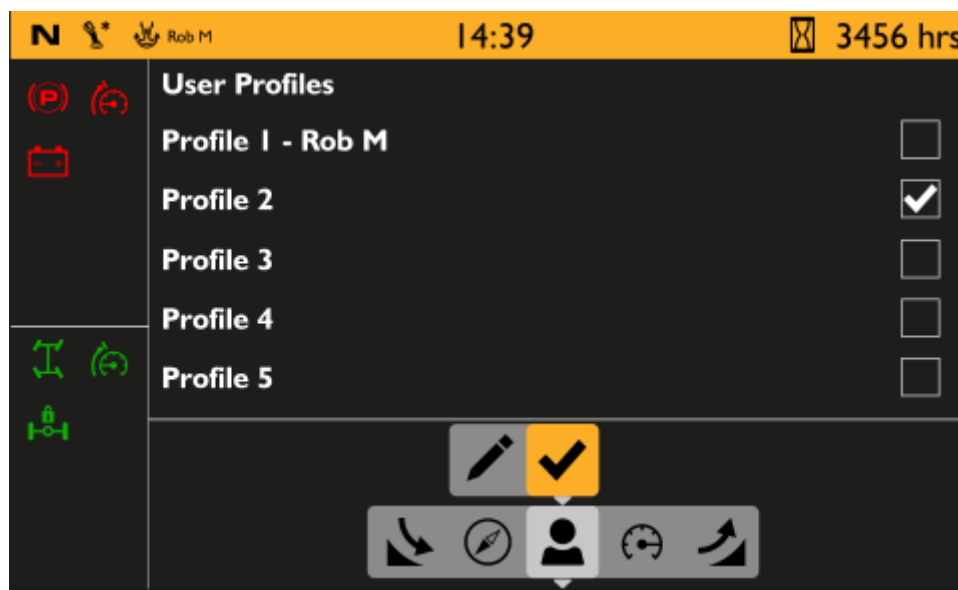 N Rob M 14:39 3456 hrs
User Profiles
Profile 1 - Rob M
Profile 2
Profile 3
Profile 4
Profile 5
P